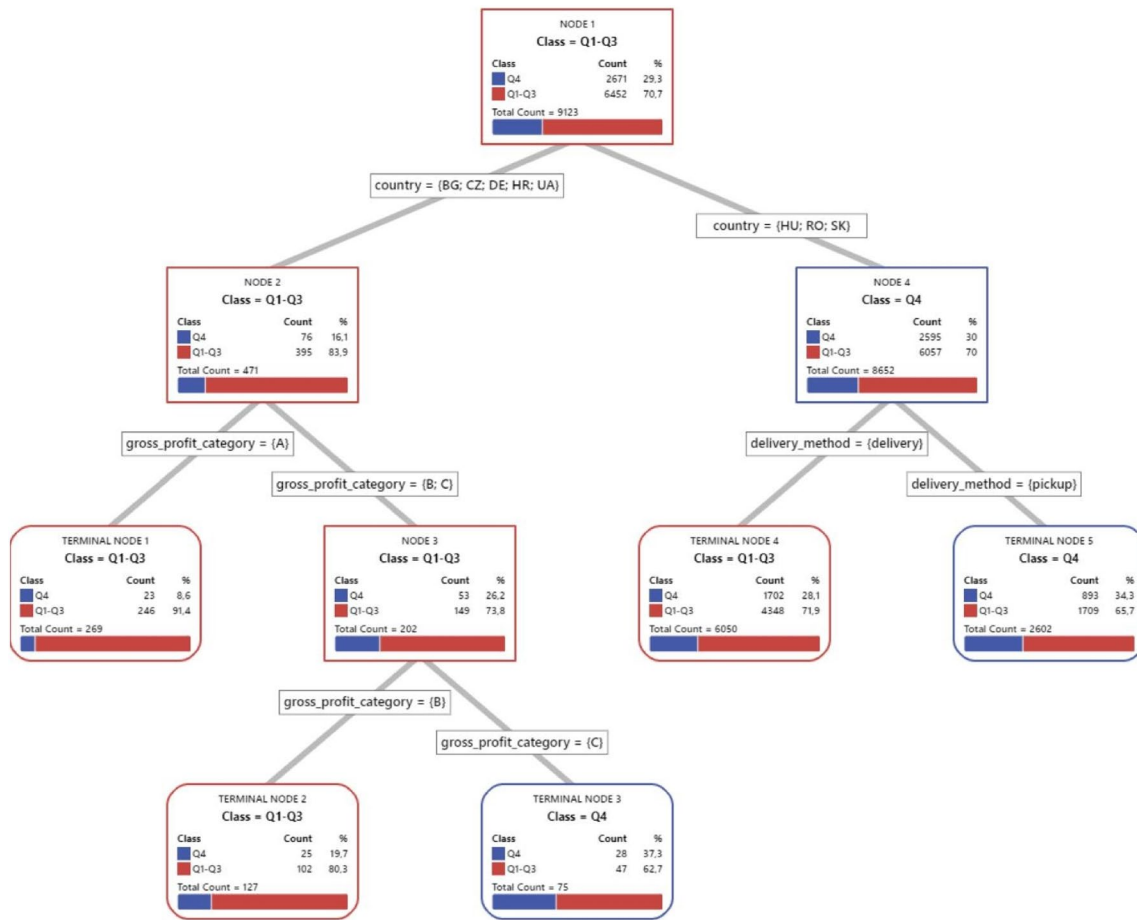 NODE 1
Class = Q1-Q3
Class Count %
Q4 2671 29,3
Q1-Q3 6452 70,7
Total Count = 9123
country = {BG; CZ; DE; HR; UA}
country = {HU; RO; SK}
NODE 2
Class = Q1-Q3
Class Count %
Q4 76 16,1
Q1-Q3 395 83,9
Total Count = 471
NODE 4
Class = Q4
Class Count %
Q4 2595 30
Q1-Q3 6057 70
Total Count = 8652
gross_profit_category = {A}
gross_profit_category = {B; C}
delivery_method = {delivery}
delivery_method = {pickup}
TERMINAL NODE 1
Class = Q1-Q3
Class Count %
Q4 23 8,6
Q1-Q3 246 91,4
Total Count = 269
NODE 3
Class = Q1-Q3
Class Count %
Q4 53 26,2
Q1-Q3 149 73,8
Total Count = 202
TERMINAL NODE 4
Class = Q1-Q3
Class Count %
Q4 1702 28,1
Q1-Q3 4348 71,9
Total Count = 6050
TERMINAL NODE 5
Class = Q4
Class Count %
Q4 893 34,3
Q1-Q3 1709 65,7
Total Count = 2602
gross_profit_category = {B}
gross_profit_category = {C}
TERMINAL NODE 2
Class = Q1-Q3
Class Count %
Q4 25 19,7
Q1-Q3 102 80,3
Total Count = 127
TERMINAL NODE 3
Class = Q4
Class Count %
Q4 28 37,3
Q1-Q3 47 62,7
Total Count = 75